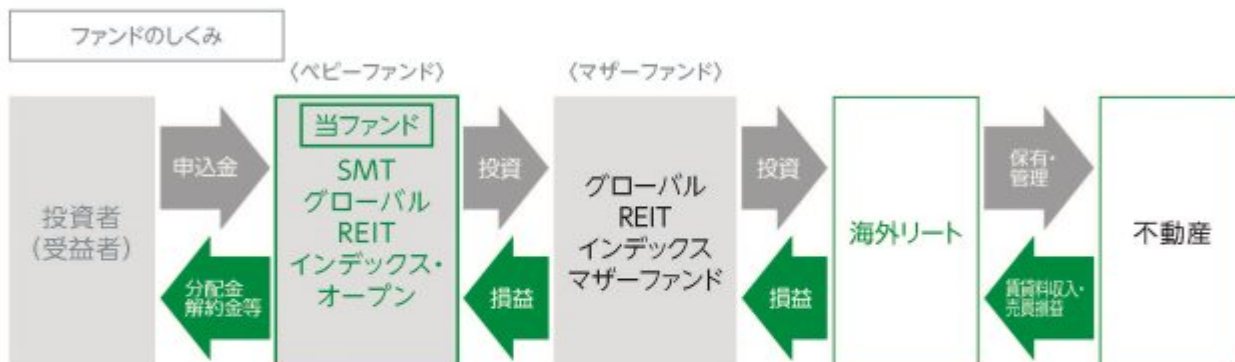 ファンドのしくみ
〈ベビーファンド〉
〈マザーファンド〉
投資者
(受益者)
申込金
分配金
解約金等
当ファンド
SMT
グローバル
REIT
インデックス・
オープン
投資
損益
グローバル
REIT
インデックス
マザーファンド
投資
損益
海外リート
保有・
管理
賃貸料収入・
売買損益
不動産